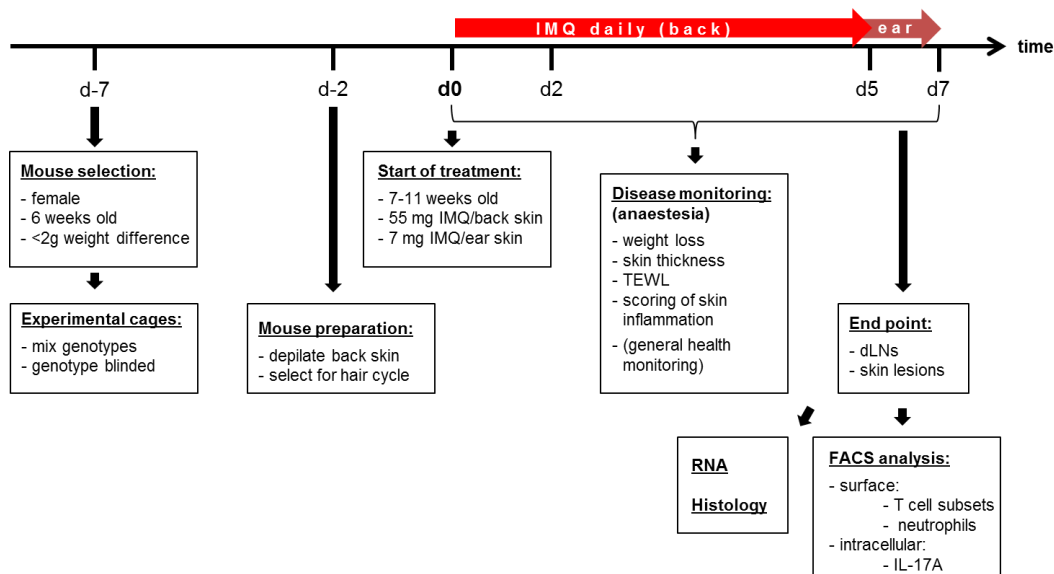 IMQ daily (back)
ear
time
d-7
d-2
d0
d2
d5
d7
Mouse selection:
- female
- 6 weeks old
- <2g weight difference
Experimental cages:
- mix genotypes
- genotype blinded
Mouse preparation:
- depilate back skin
- select for hair cycle
Start of treatment:
- 7-11 weeks old
- 55 mg IMQ/back skin
- 7 mg IMQ/ear skin
Disease monitoring:
(anaestesia)
- weight loss
- skin thickness
- TEWL
- scoring of skin
inflammation
- (general health
monitoring)
End point:
- dLNs
- skin lesions
RNA
Histology
FACS analysis:
- surface:
- T cell subsets
- neutrophils
- intracellular:
- IL-17A